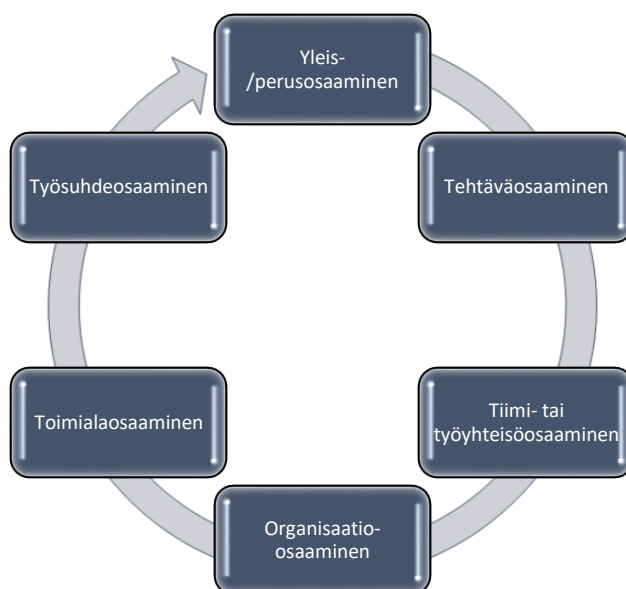 Yleis-
/perusosaaminen
Tehtäväosaaminen
Tiimi- tai
työyhteisöosaaminen
Organisaatio-
osaaminen
Toimialaosaaminen
Työsuhdeosaaminen